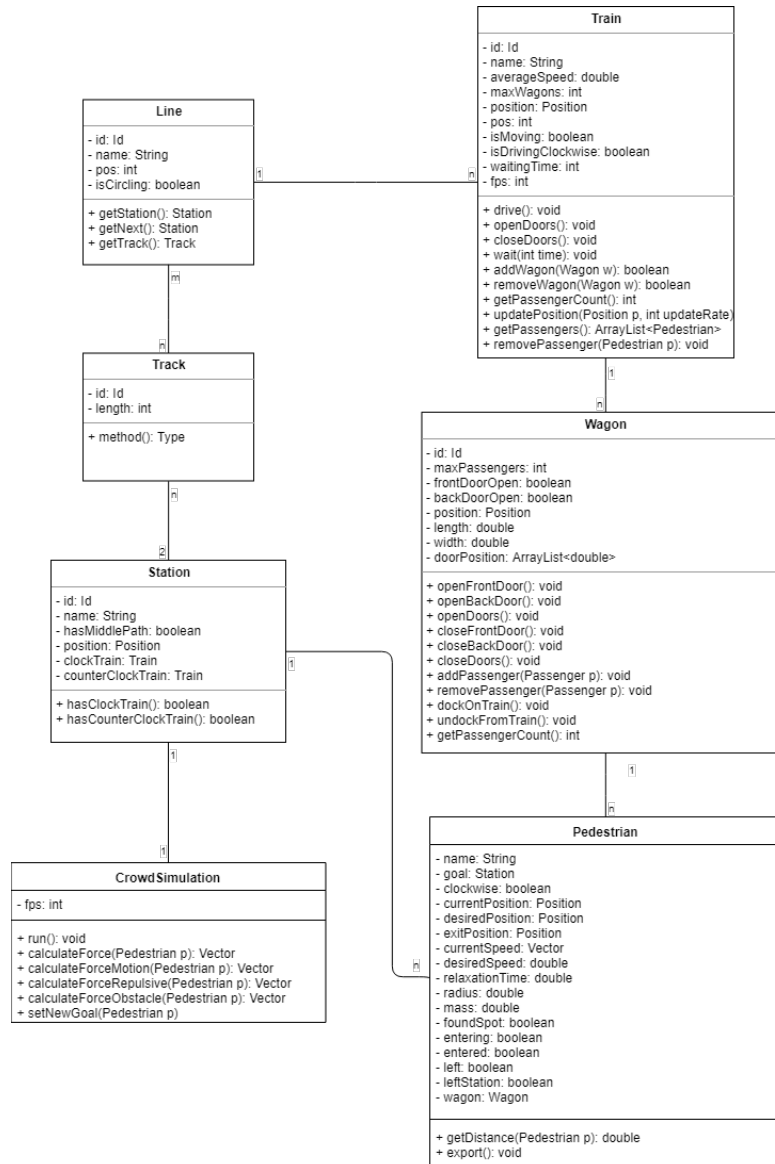 Train
- id: Id
- name: String
- averageSpeed: double
- maxWagons: int
- position: Position
- pos: int
- isMoving: boolean
- isDrivingClockwise: boolean
- waitingTime: int
- fps: int
+ drive(): void
+ openDoors(): void
+ closeDoors(): void
+ wait(int time): void
+ addWagon(Wagon w): boolean
+ removeWagon(Wagon w): boolean
+ getPassengerCount(): int
+ updatePosition(Position p, int updateRate)
+ getPassengers(): ArrayList<Pedestrian>
+ removePassenger(Pedestrian p): void
Line
- id: Id
- name: String
- pos: int
- isCircling: boolean
+ getStation(): Station
+ getNext(): Station
+ getTrack(): Track
1
n
m
n
Track
- id: Id
- length: int
+ method(): Type
n
2
1
n
Wagon
- id: Id
- maxPassengers: int
- frontDoorOpen: boolean
- backDoorOpen: boolean
- position: Position
- length: double
- width: double
- doorPosition: ArrayList<double>
+ openFrontDoor(): void
+ openBackDoor(): void
+ openDoors(): void
+ closeFrontDoor(): void
+ closeBackDoor(): void
+ closeDoors(): void
+ addPassenger(Passenger p): void
+ removePassenger(Passenger p): void
+ dockOnTrain(): void
+ undockFromTrain(): void
+ getPassengerCount(): int
Station
- id: Id
- name: String
- hasMiddlePath: boolean
- position: Position
- clockTrain: Train
- counterClockTrain: Train
+ hasClockTrain(): boolean
+ hasCounterClockTrain(): boolean
1
1
1
n
1
n
CrowdSimulation
- fps: int
+ run(): void
+ calculateForce(Pedestrian p): Vector
+ calculateForceMotion(Pedestrian p): Vector
+ calculateForceRepulsive(Pedestrian p): Vector
+ calculateForceObstacle(Pedestrian p): Vector
+ setNewGoal(Pedestrian p)
Pedestrian
- name: String
- goal: Station
- clockwise: boolean
- currentPosition: Position
- desiredPosition: Position
- exitPosition: Position
- currentSpeed: Vector
- desiredSpeed: double
- relaxationTime: double
- radius: double
- mass: double
- foundSpot: boolean
- entering: boolean
- entered: boolean
- left: boolean
- leftStation: boolean
- wagon: Wagon
+ getDistance(Pedestrian p): double
+ export(): void